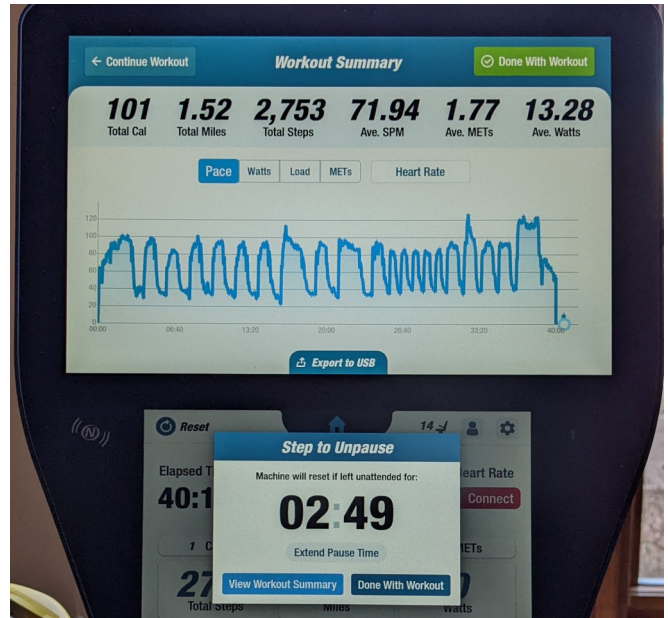 ← Continue Workout
Workout Summary
Done With Workout
101 1.52 2,753 71.94 1.77 13.28
Total Cal Total Miles Total Steps Ave. SPM Ave. METs Ave. Watts
Pace Watts Load METs Heart Rate
120
100
80
60
40
20
0
00:00 06:40 13:20 20:00 26:40 33:20 40:00
Export to USB
N
Reset
14
Step to Unpause
Machine will reset if left unattended for:
Elapsed T
eart Rate
40:1
02:49
Connect
Extend Pause Time
1 C
METs
View Workout Summary
Done With Workout
27
Total Steps
Miles
Watts